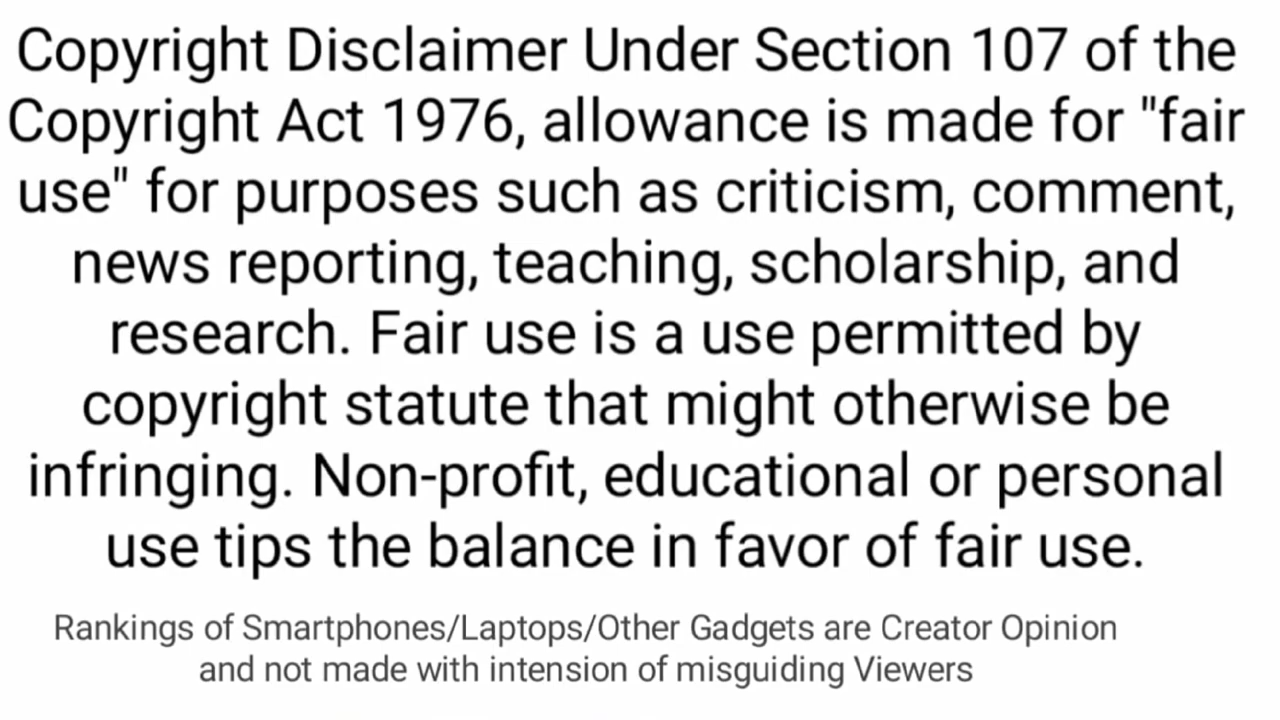 Copyright Disclaimer Under Section 107 of the
Copyright Act 1976, allowance is made for "fair
use" for purposes such as criticism, comment,
news reporting, teaching, scholarship, and
research. Fair use is a use permitted by
copyright statute that might otherwise be
infringing. Non-profit, educational or personal
use tips the balance in favor of fair use.
Rankings of Smartphones/Laptops/Other Gadgets are Creator Opinion
and not made with intension of misguiding Viewers